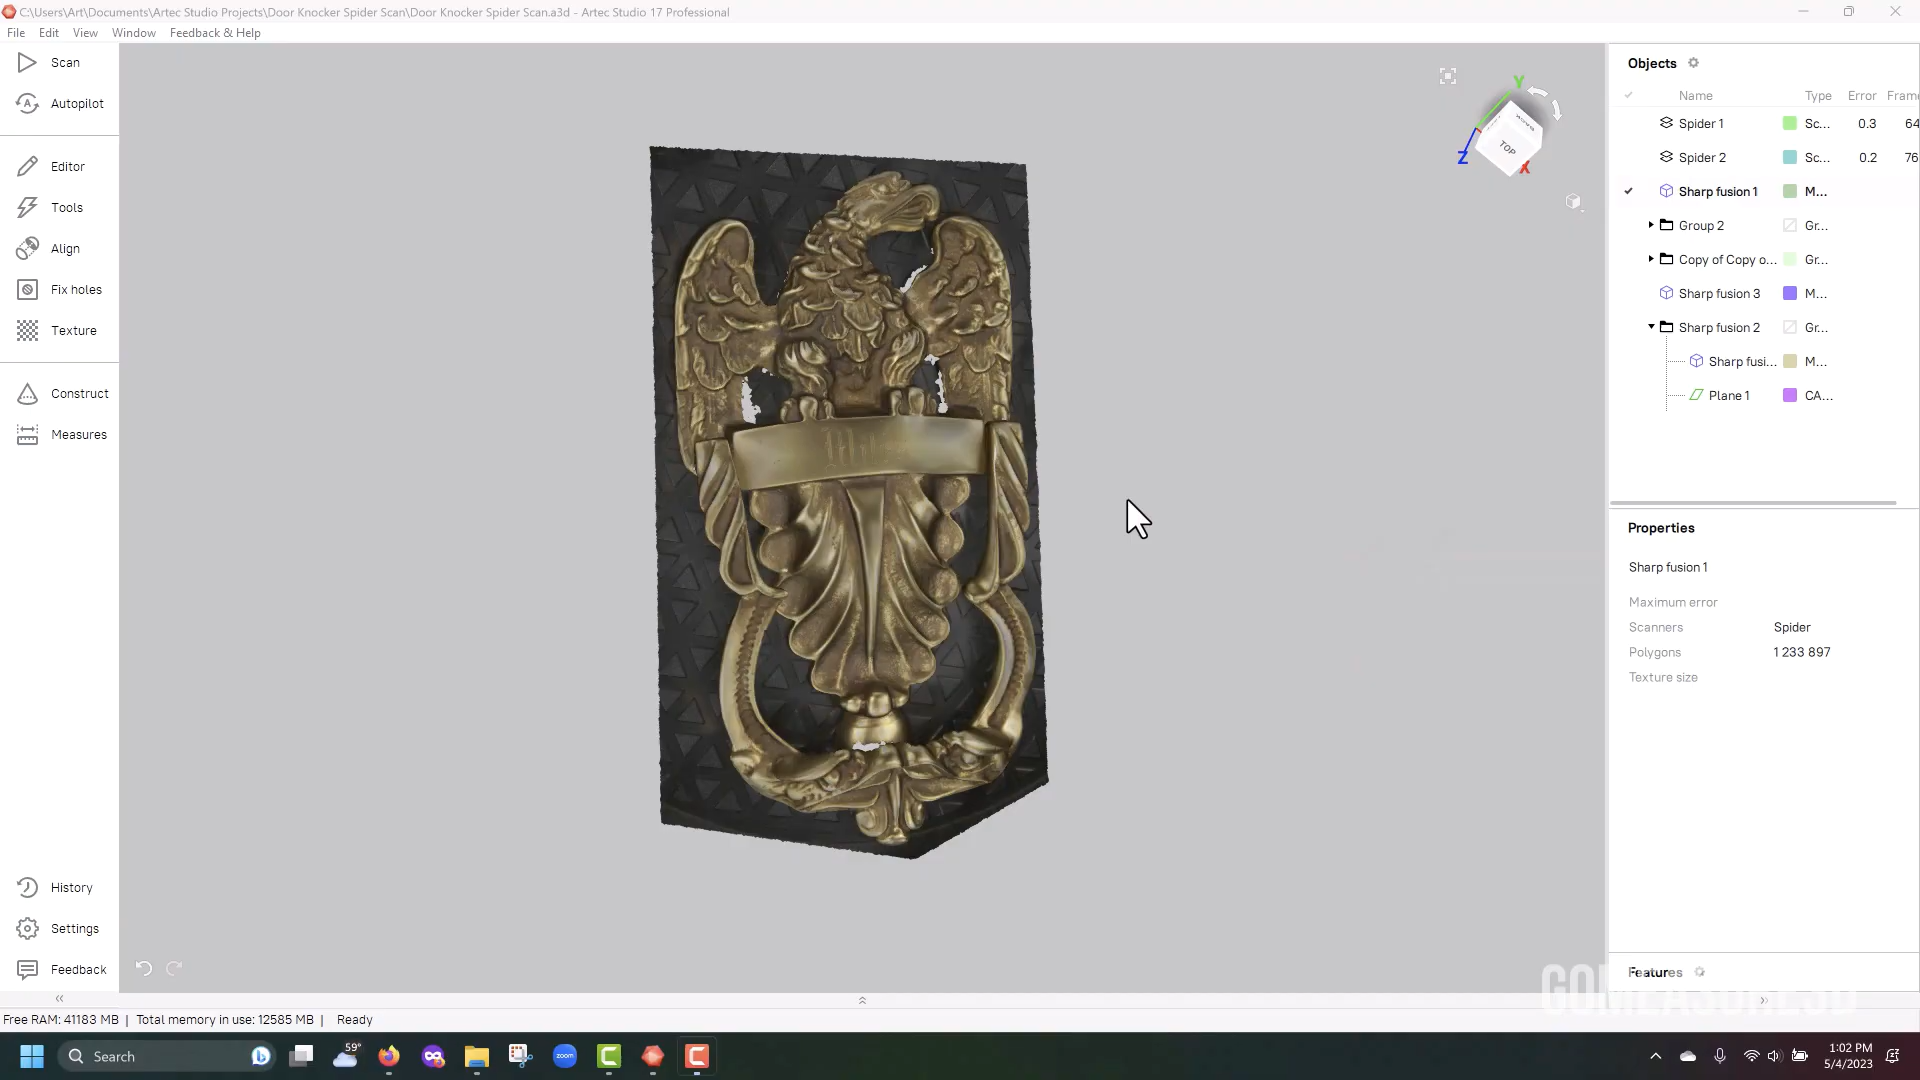 C:\Users\Art\Documents\Artec Studio Projects\Door Knocker Spider Scan\Door Knocker Spider Scan.a3d - Artec Studio 17 Professional
File Edit View Window Feedback & Help
Scan
Autopilot
Editor
Tools
Align
Fix holes
Texture
Construct
Measures
History
Settings
Feedback
Y
Z
X
TOP
Objects
Name Type Error Frame
Spider 1 Sc... 0.3 64
Spider 2 Sc... 0.2 76
Sharp fusion 1 M...
Group 2 Gr...
Copy of Copy o... Gr...
Sharp fusion 3 M...
Sharp fusion 2 Gr...
Sharp fusi... M...
Plane 1 CA...
Properties
Sharp fusion 1
Maximum error
Scanners Spider
Polygons 1 233 897
Texture size
Features
GOMEASURE3D
Free RAM: 41183 MB | Total memory in use: 12585 MB | Ready
Search
59°
zoom
1:02 PM
5/4/2023